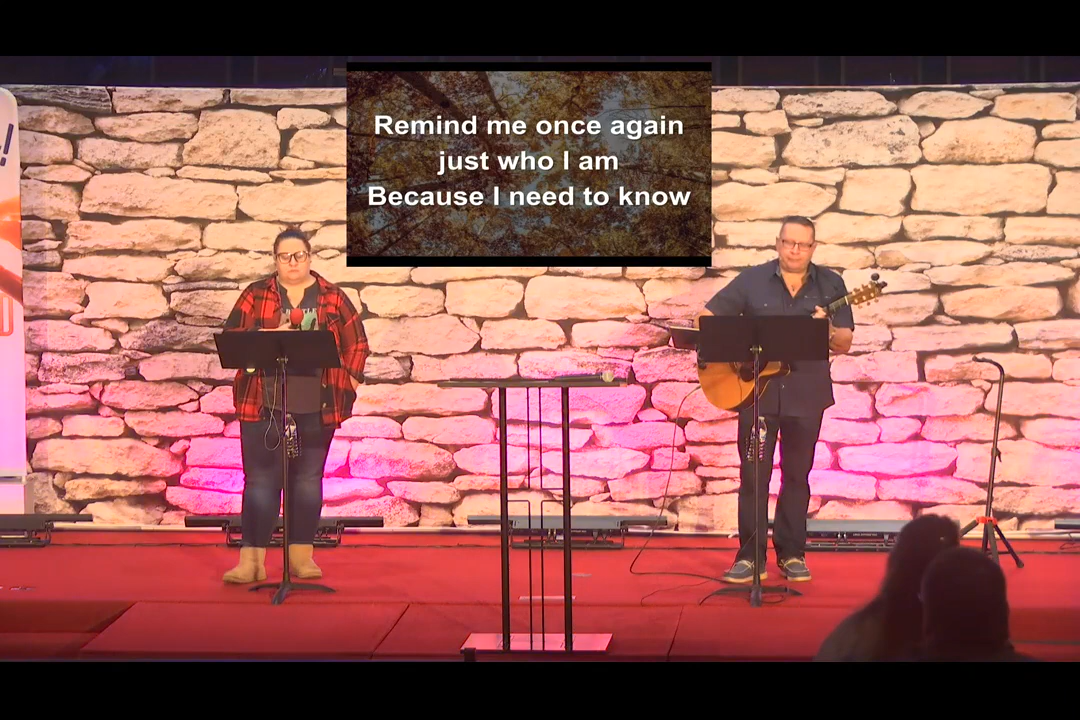 Remind me once again
just who I am
Because I need to know